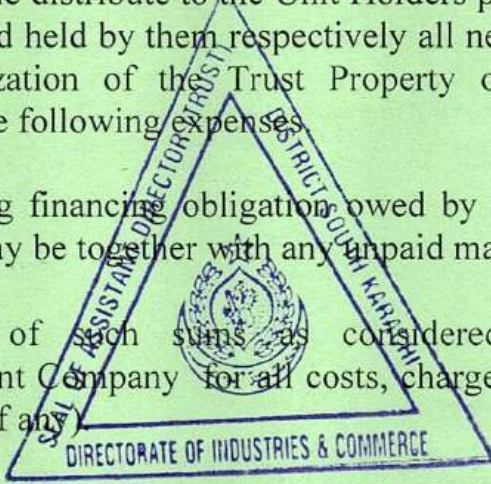 distribute to the Unit Holders p
d held by them respectively all ne
zation of the Trust Property o
e following expenses.
g financing obligation owed by
ay be together with any unpaid ma
of such sums as considered
nt Company for all costs, charge
f any).
SEAL OF ASSISTANT DIRECTOR (TRUST)
DISTRICT SOUTH KARACHI
DIRECTORATE OF INDUSTRIES & COMMERCE